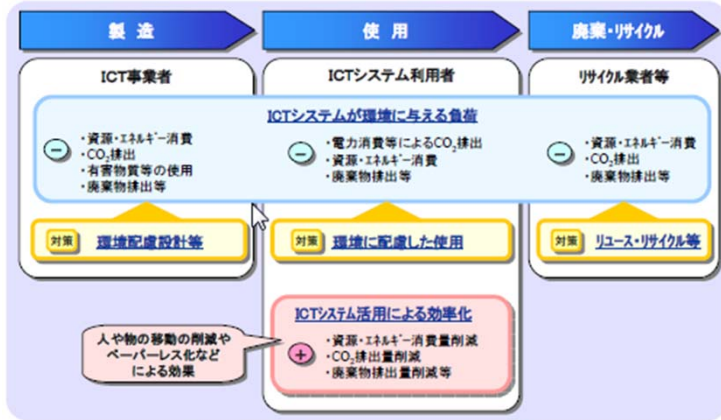 製造
使用
廃棄・リサイクル
ICT事業者
ICTシステム利用者
リサイクル業者等
ICTシステムが環境に与える負荷
・資源・エネルギー消費
・CO₂排出
・有害物質等の使用
・廃棄物排出等
・電力消費等によるCO₂排出
・資源・エネルギー消費
・廃棄物排出等
・資源・エネルギー消費
・CO₂排出
・廃棄物排出等
対策 環境配慮設計等
対策 環境に配慮した使用
対策 リユース・リサイクル等
ICTシステム活用による効率化
人や物の移動の削減や
ペーパーレス化など
による効果
・資源・エネルギー消費量削減
・CO₂排出量削減
・廃棄物排出量削減等